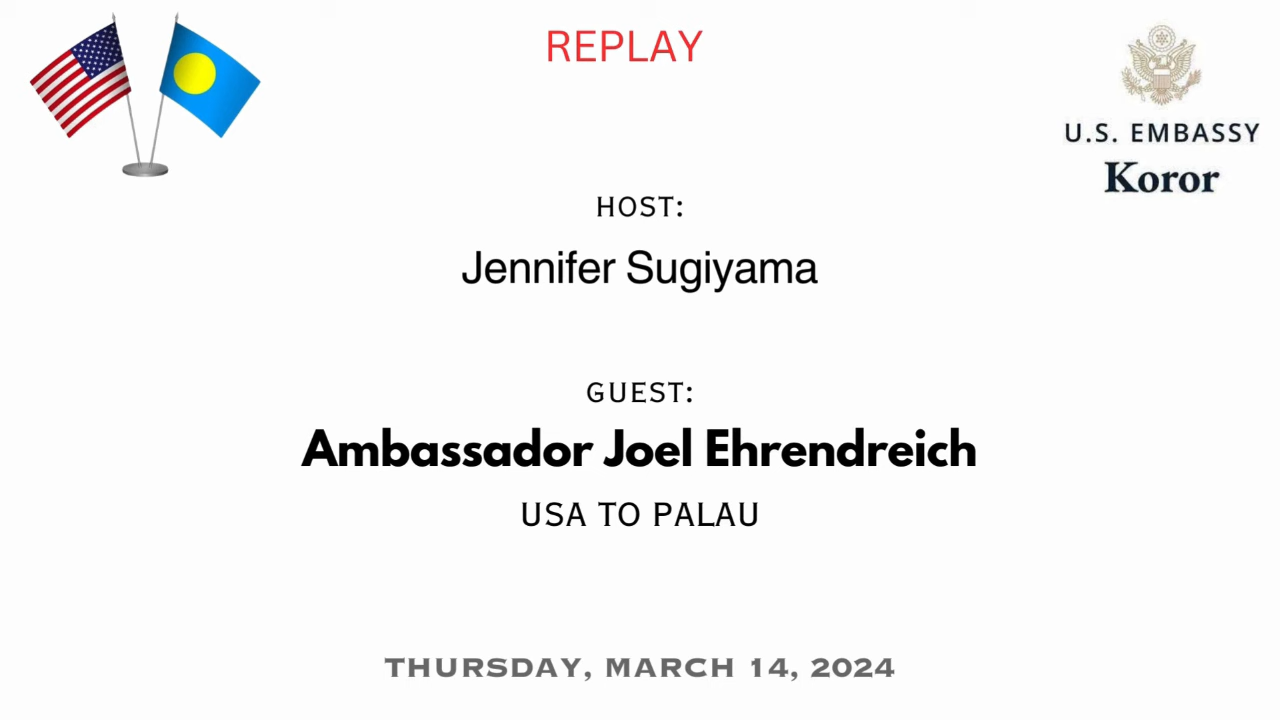 REPLAY
U.S. EMBASSY
Koror
HOST:
Jennifer Sugiyama
GUEST:
Ambassador Joel Ehrendreich
USA TO PALAU
THURSDAY, MARCH 14, 2024